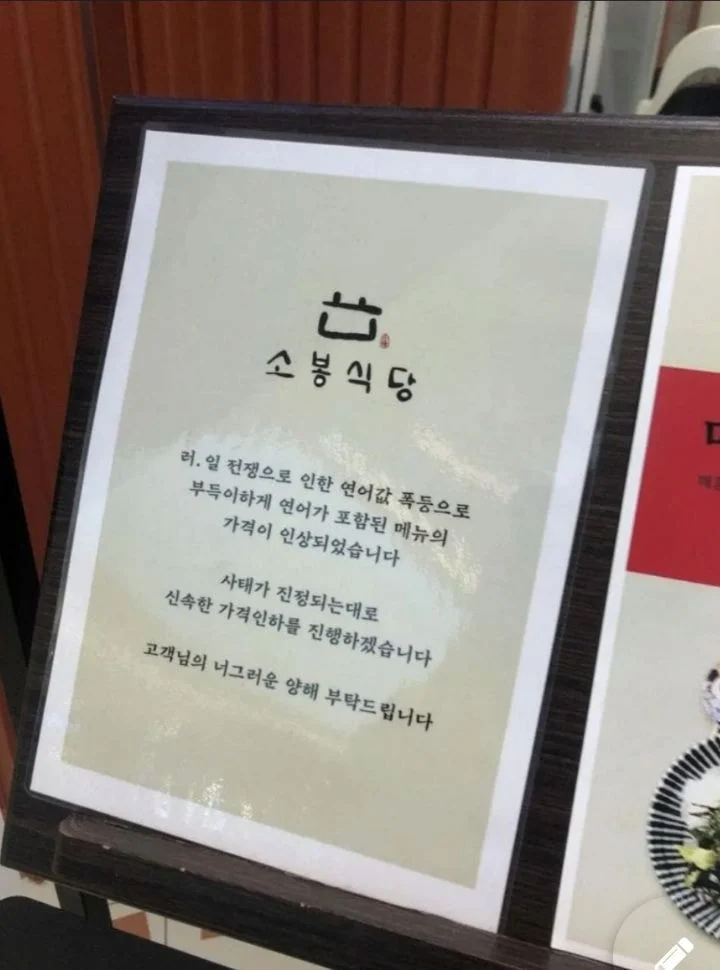 소봉식당
러.일 전쟁으로 인한 연어값 폭등으로
부득이하게 연어가 포함된 메뉴의
가격이 인상되었습니다
사태가 진정되는대로
신속한 가격인하를 진행하겠습니다
고객님의 너그러운 양해 부탁드립니다